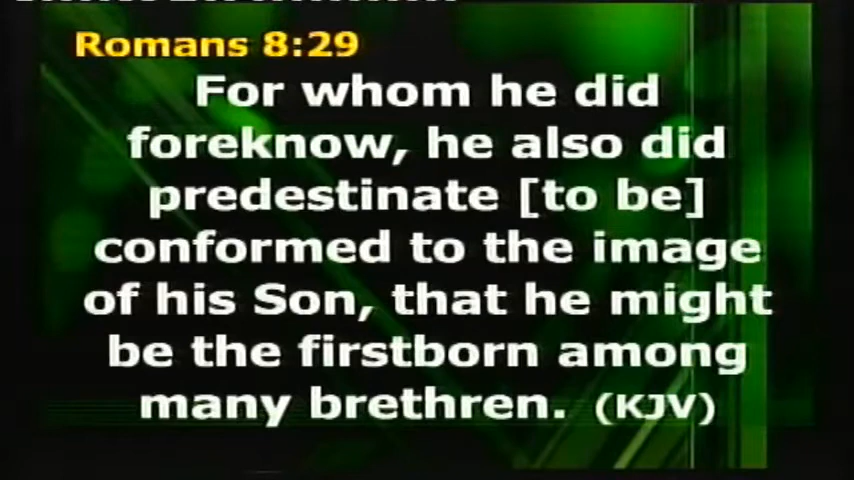 Romans 8:29
For whom he did
foreknow, he also did
predestinate [to be]
conformed to the image
of his Son, that he might
be the firstborn among
many brethren. (KJV)